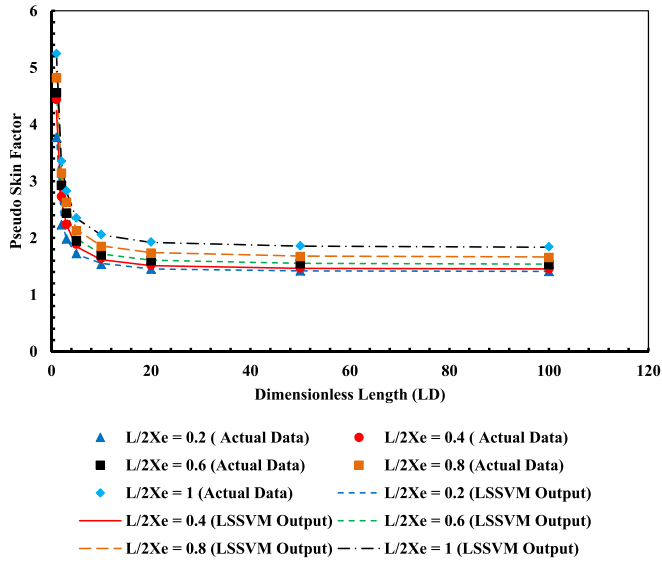 6
5
4
3
2
1
0
Pseudo Skin Factor
0 20 40 60 80 100 120
Dimensionless Length (LD)
L/2Xe = 0.2 ( Actual Data) L/2Xe = 0.4 ( Actual Data)
L/2Xe = 0.6 (Actual Data) L/2Xe = 0.8 (Actual Data)
L/2Xe = 1 (Actual Data) L/2Xe = 0.2 (LSSVM Output)
L/2Xe = 0.4 (LSSVM Output) L/2Xe = 0.6 (LSSVM Output)
L/2Xe = 0.8 (LSSVM Output) L/2Xe = 1 (LSSVM Output)